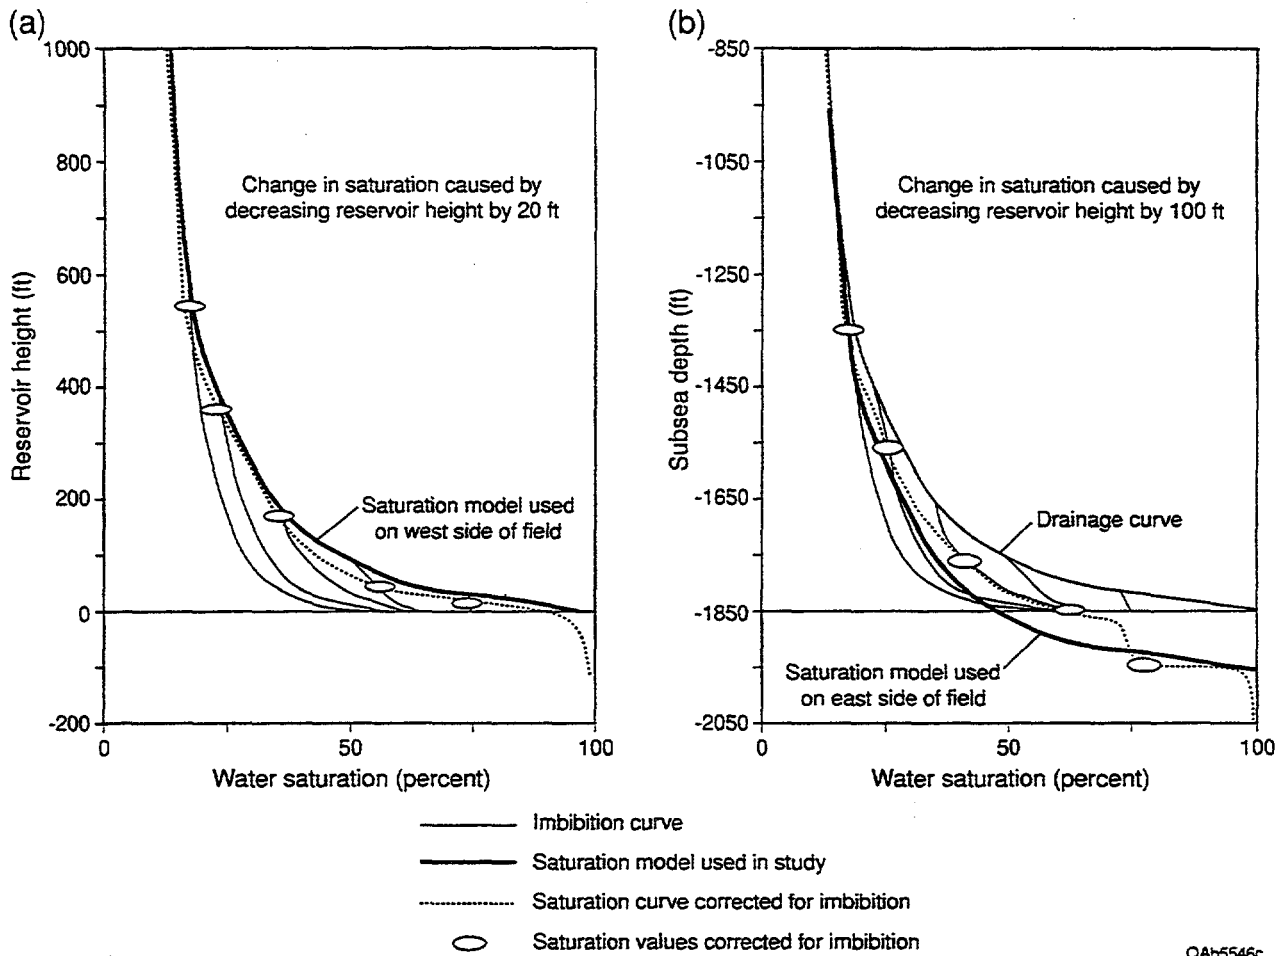 (a)
1000
800
600
400
200
0
-200
Reservoir height (ft)
Change in saturation caused by
decreasing reservoir height by 20 ft
Saturation model used
on west side of field
0
50
100
Water saturation (percent)
(b)
-850
-1050
-1250
-1450
-1650
-1850
-2050
Subsea depth (ft)
Change in saturation caused by
decreasing reservoir height by 100 ft
Drainage curve
Saturation model used
on east side of field
0
50
100
Water saturation (percent)
Imbibition curve
Saturation model used in study
Saturation curve corrected for imbibition
Saturation values corrected for imbibition
QAb5546c